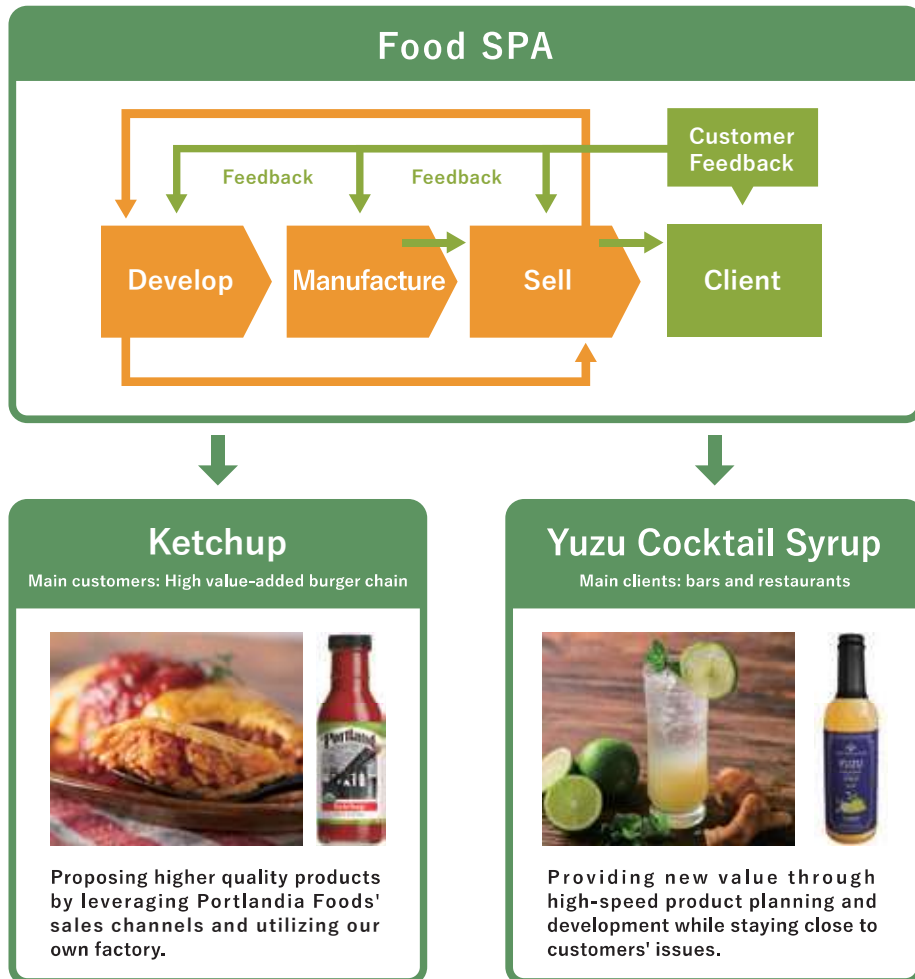 Food SPA
Customer
Feedback
Feedback
Feedback
Develop
Manufacture
Sell
Client
Ketchup
Main customers: High value-added burger chain
Yuzu Cocktail Syrup
Main clients: bars and restaurants
Portlandia
Ketchup
YUZU
Proposing higher quality products
by leveraging Portlandia Foods'
sales channels and utilizing our
own factory.
Providing new value through
high-speed product planning and
development while staying close to
customers' issues.